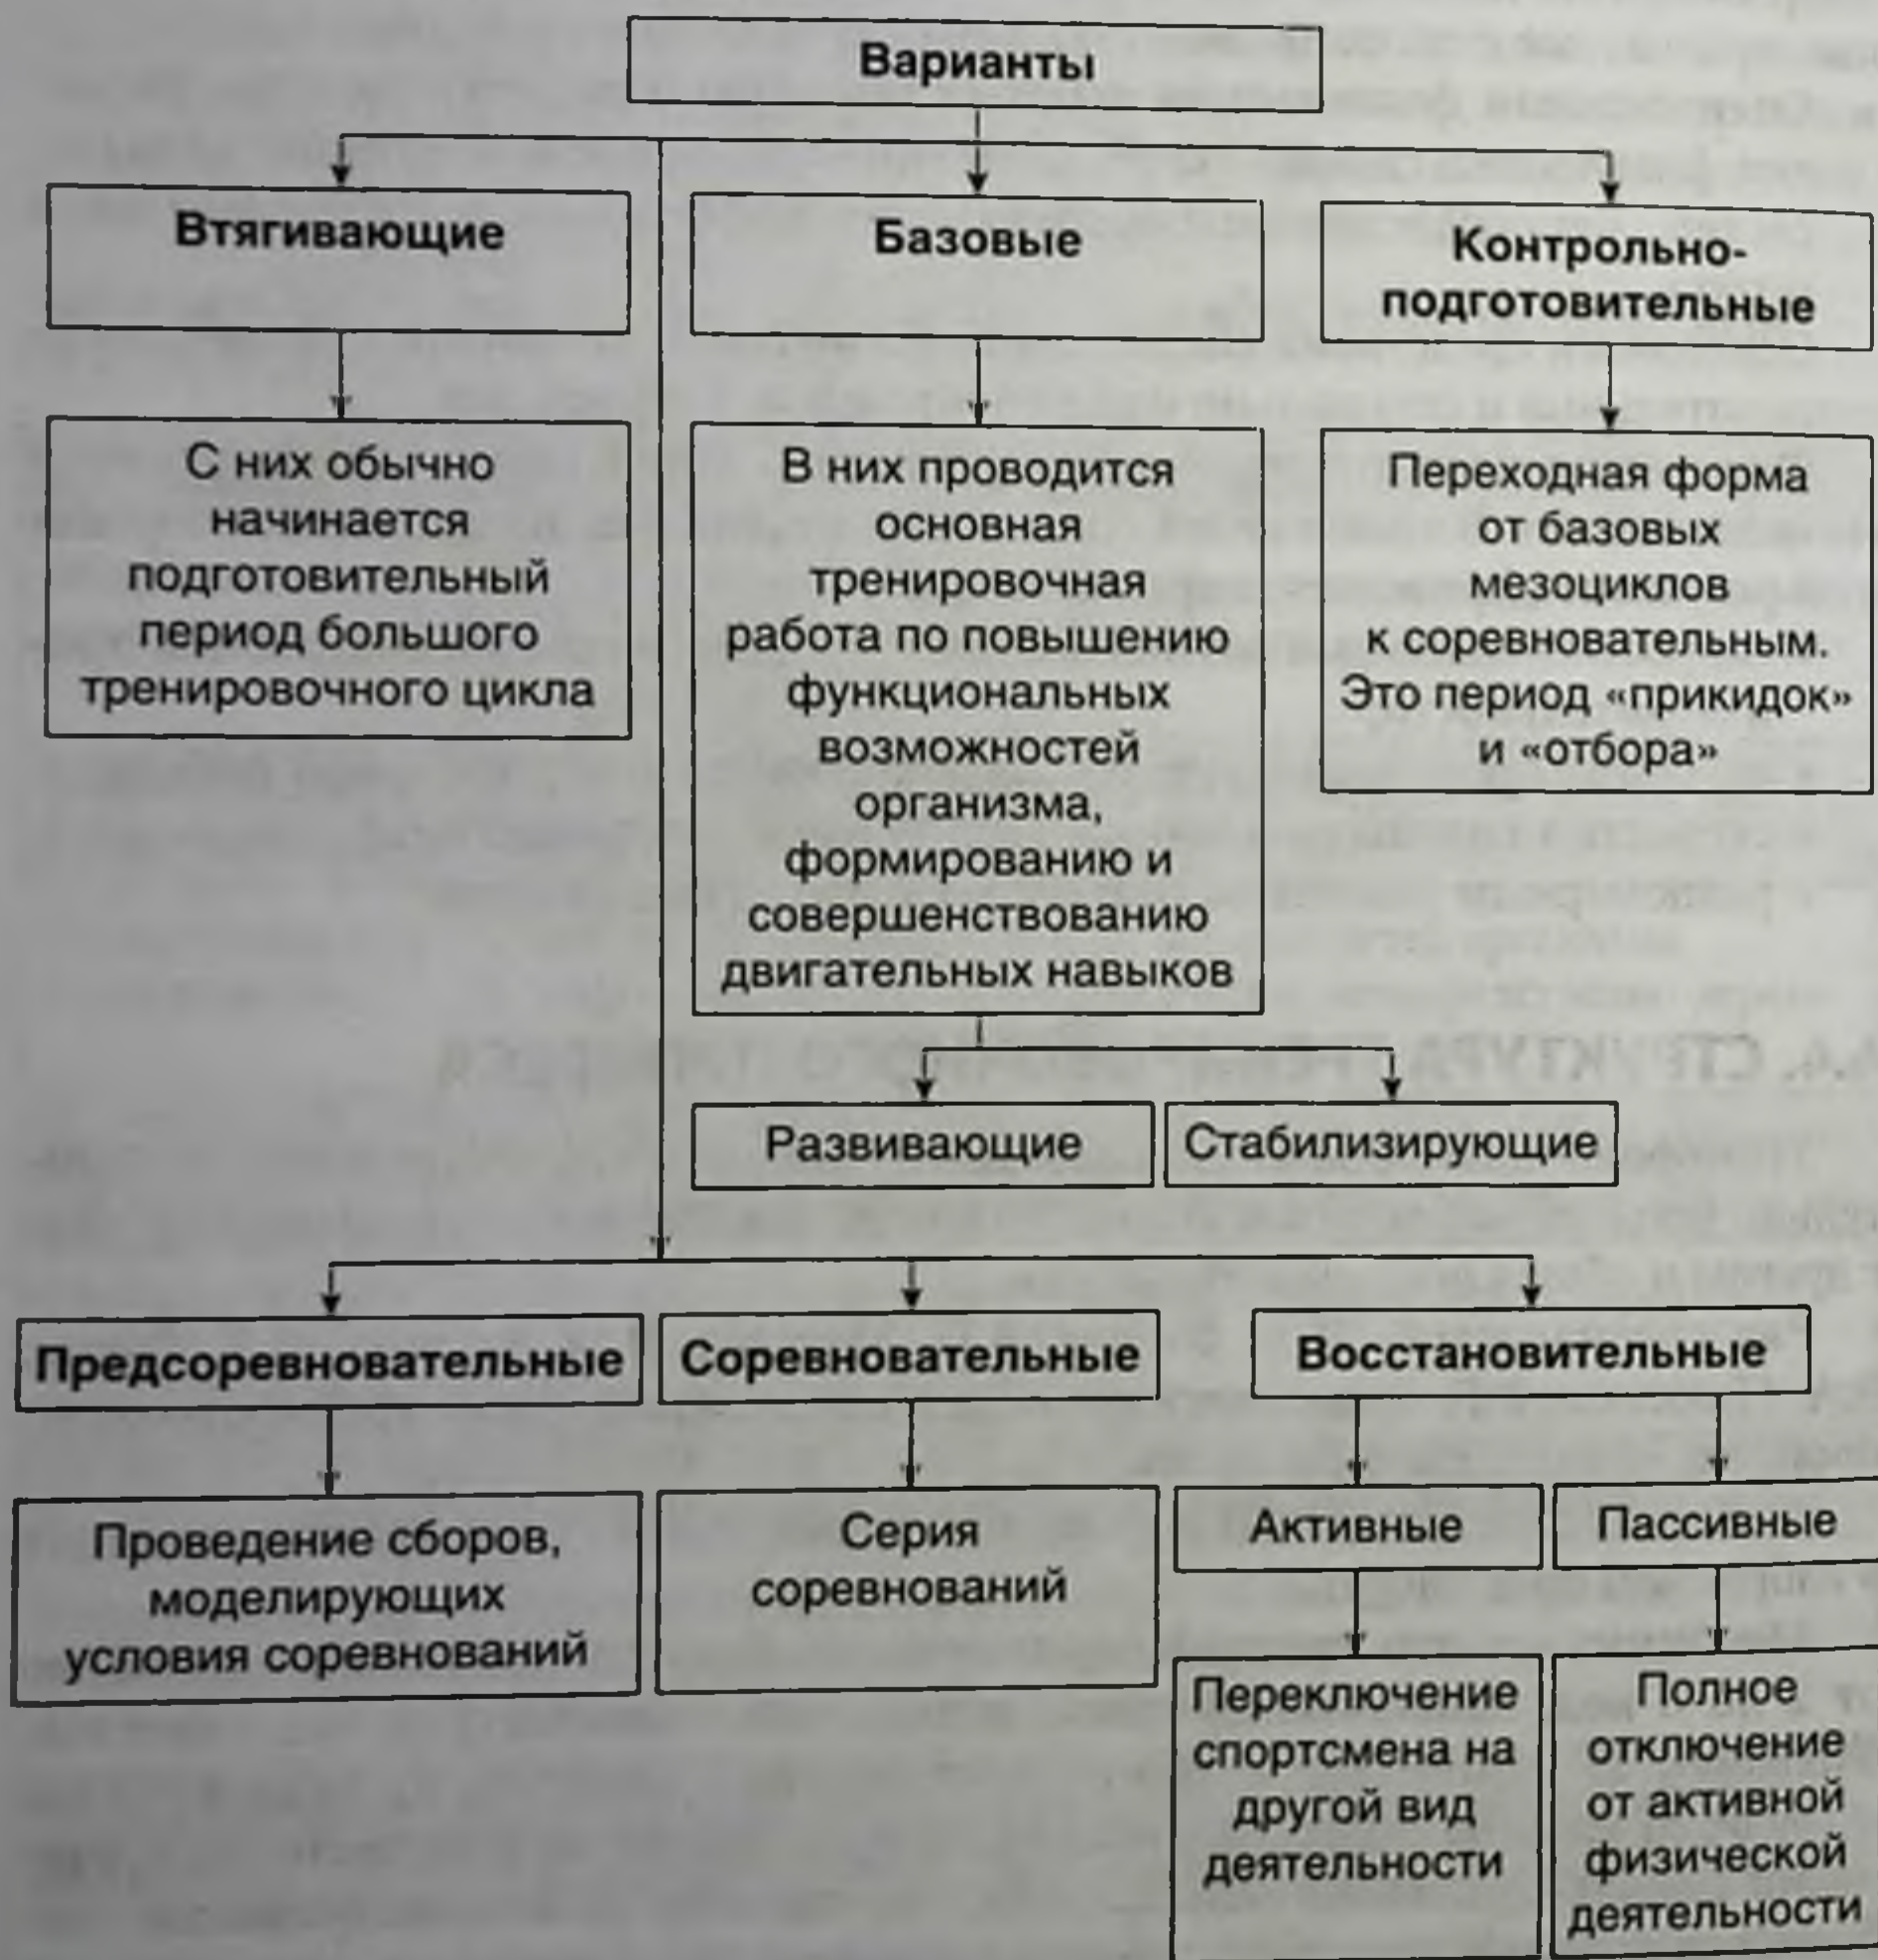 Варианты
Втягивающие
Базовые
Контрольно-
подготовительные
С них обычно
начинается
подготовительный
период большого
тренировочного цикла
В них проводится
основная
тренировочная
работа по повышению
функциональных
возможностей
организма,
формированию и
совершенствованию
двигательных навыков
Переходная форма
от базовых
мезоциклов
к соревновательным.
Это период «прикидок»
и «отбора»
Развивающие
Стабилизирующие
Предсоревновательные
Соревновательные
Восстановительные
Проведение сборов,
моделирующих
условия соревнований
Серия
соревнований
Активные
Пассивные
Переключение
спортсмена на
другой вид
деятельности
Полное
отключение
от активной
физической
деятельности